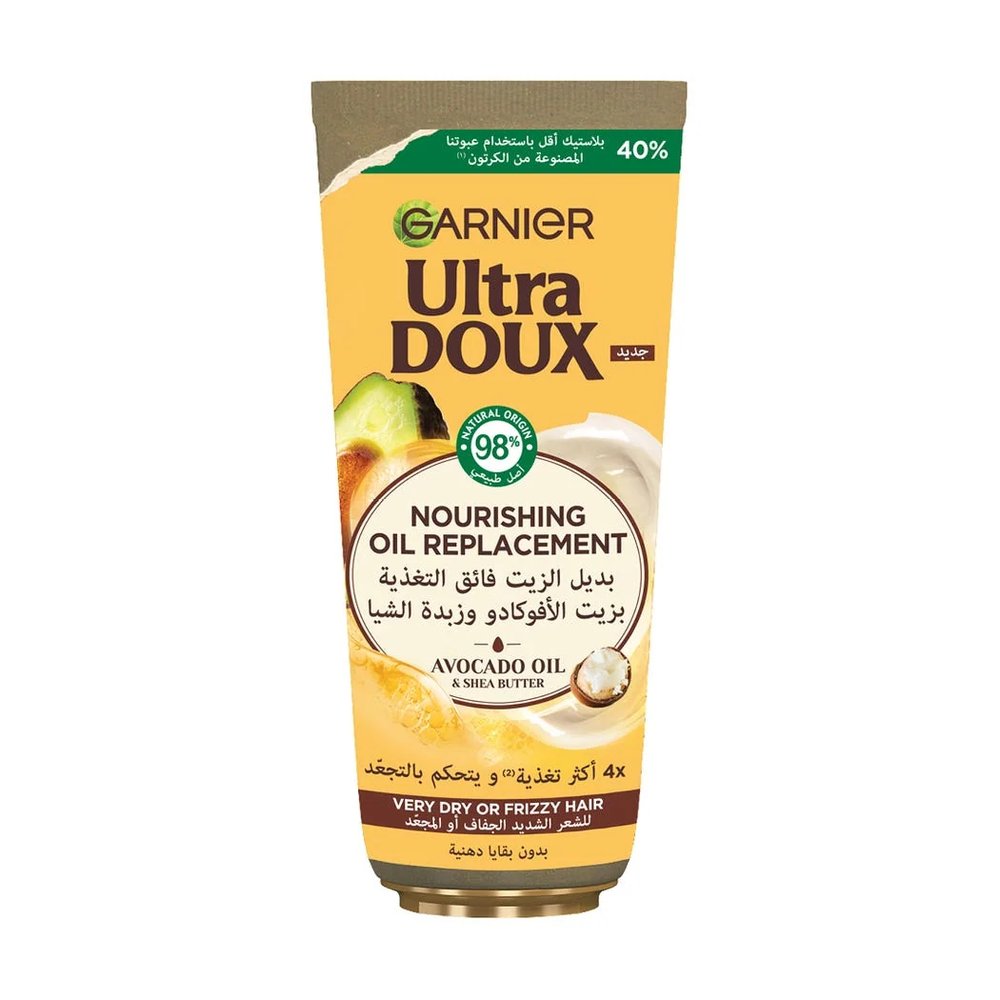 بلاستيك أقل باستخدام عبوتنا 40%
المصنوعة من الكرتون (1)
GARNIER
Ultra
DOUX
جديد
NATURAL ORIGIN
98%
أصل طبيعي
NOURISHING
OIL REPLACEMENT
بديل الزيت فائق التغذية
بزيت الأفوكادو وزبدة الشيا
AVOCADO OIL
& SHEA BUTTER
4x أكثر تغذية (2) و يتحكم بالتجعّد
VERY DRY OR FRIZZY HAIR
للشعر الشديد الجفاف أو المجعّد
بدون بقايا دهنية